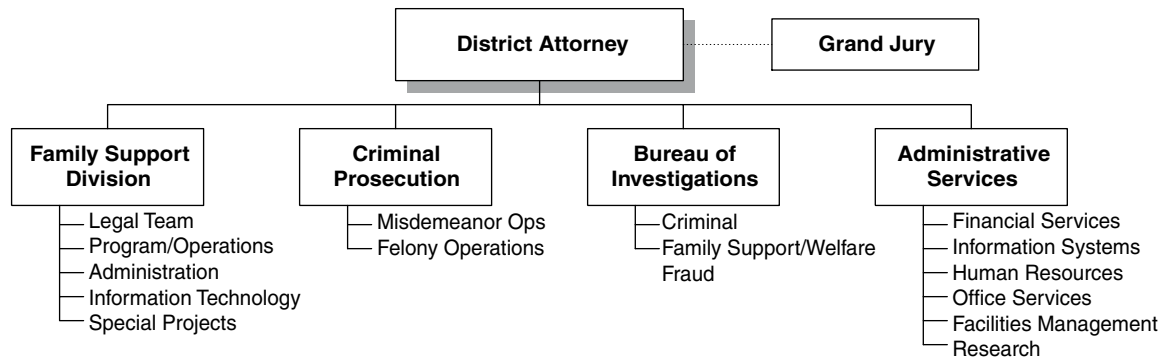 District Attorney
Grand Jury
Family Support
Division
Legal Team
Program/Operations
Administration
Information Technology
Special Projects
Criminal
Prosecution
Misdemeanor Ops
Felony Operations
Bureau of
Investigations
Criminal
Family Support/Welfare
Fraud
Administrative
Services
Financial Services
Information Systems
Human Resources
Office Services
Facilities Management
Research